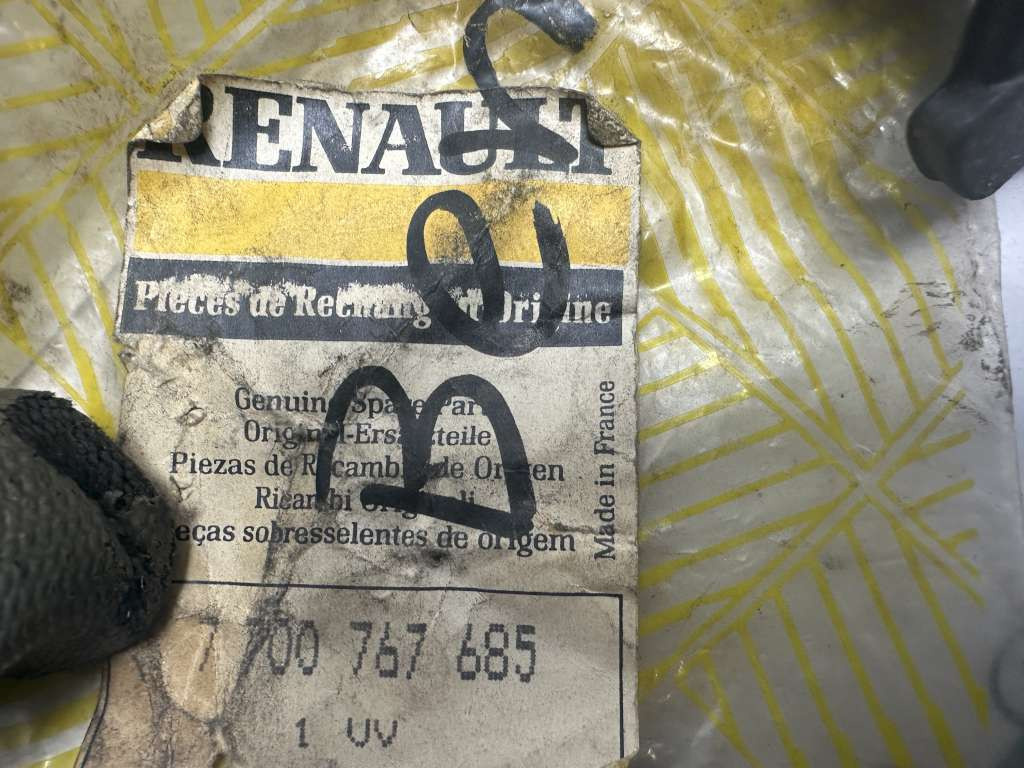 RENAULT
Pièces de Rechange d'Origine
Genuine Spare Parts
Original-Ersatzteile
Piezas de Recambio de Origen
Ricambi Originali
Peças sobresselentes de origem
Made in France
7 700 767 685
1 UV